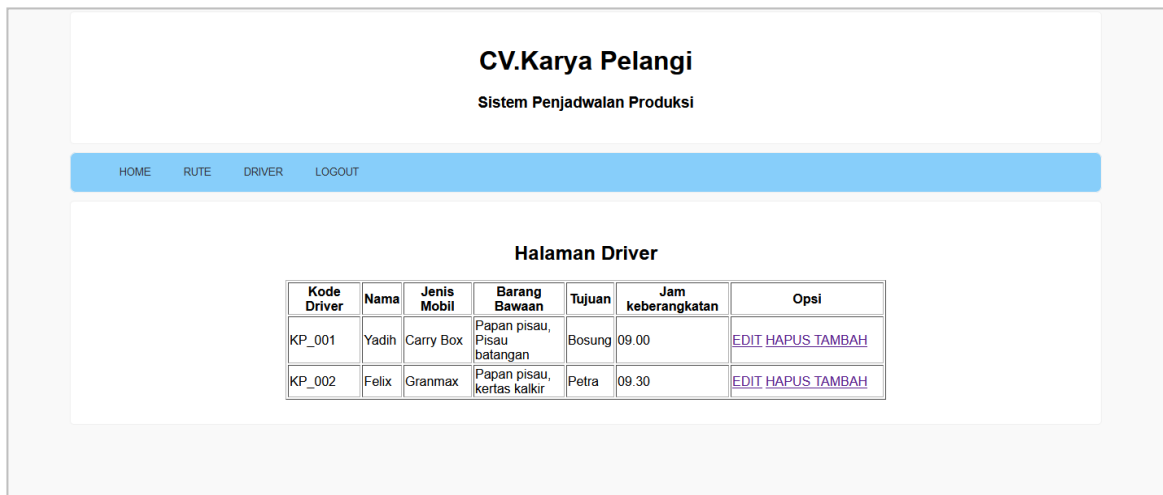 CV.Karya Pelangi
Sistem Penjadwalan Produksi
HOME RUTE DRIVER LOGOUT
Halaman Driver
Kode Driver Nama Jenis Mobil Barang Bawaan Tujuan Jam keberangkatan Opsi
KP_001 Yadih Carry Box Papan pisau, Pisau batangan Bosung 09.00 EDIT HAPUS TAMBAH
KP_002 Felix Granmax Papan pisau, kertas kalkir Petra 09.30 EDIT HAPUS TAMBAH